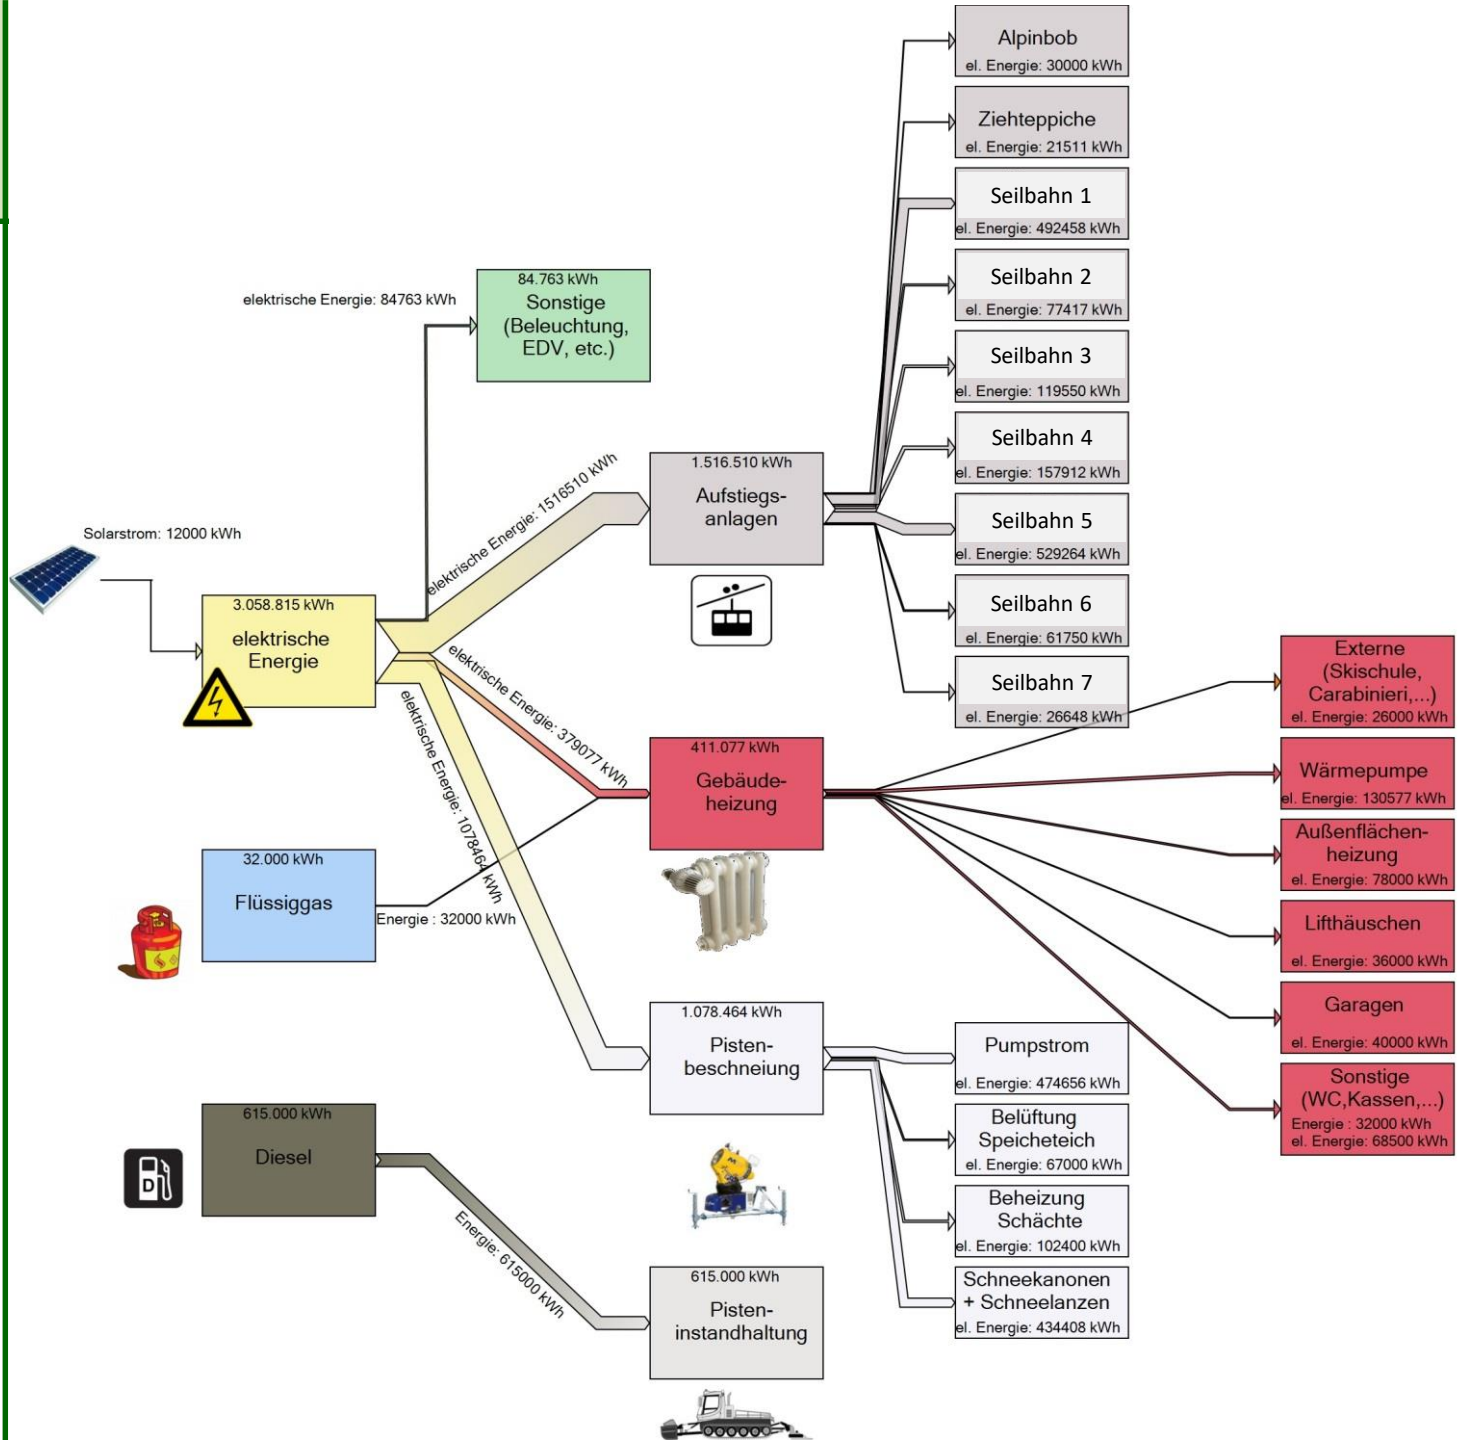 Alpinbob
el. Energie: 30000 kWh
Ziehteppiche
el. Energie: 21511 kWh
Seilbahn 1
el. Energie: 492458 kWh
Seilbahn 2
el. Energie: 77417 kWh
Seilbahn 3
el. Energie: 119550 kWh
Seilbahn 4
el. Energie: 157912 kWh
Seilbahn 5
el. Energie: 529264 kWh
Seilbahn 6
el. Energie: 61750 kWh
Seilbahn 7
el. Energie: 26648 kWh
elektrische Energie: 84763 kWh
84.763 kWh
Sonstige
(Beleuchtung,
EDV, etc.)
elektrische Energie: 1516510 kWh
1.516.510 kWh
Aufstiegs-
anlagen
Solarstrom: 12000 kWh
3.058.815 kWh
elektrische
Energie
elektrische Energie: 379077 kWh
elektrische Energie: 1078464 kWh
411.077 kWh
Gebäude-
heizung
32.000 kWh
Flüssiggas
Energie : 32000 kWh
Externe
(Skischule,
Carabinieri,...)
el. Energie: 26000 kWh
Wärmepumpe
el. Energie: 130577 kWh
Außenflächen-
heizung
el. Energie: 78000 kWh
Lifthäuschen
el. Energie: 36000 kWh
Garagen
el. Energie: 40000 kWh
Sonstige
(WC,Kassen,...)
Energie : 32000 kWh
el. Energie: 68500 kWh
1.078.464 kWh
Pisten-
beschneiung
Pumpstrom
el. Energie: 474656 kWh
Belüftung
Speicheteich
el. Energie: 67000 kWh
Beheizung
Schächte
el. Energie: 102400 kWh
Schneekanonen
+ Schneelanzen
el. Energie: 434408 kWh
615.000 kWh
Diesel
D
Energie: 615000 kWh
615.000 kWh
Pisten-
instandhaltung